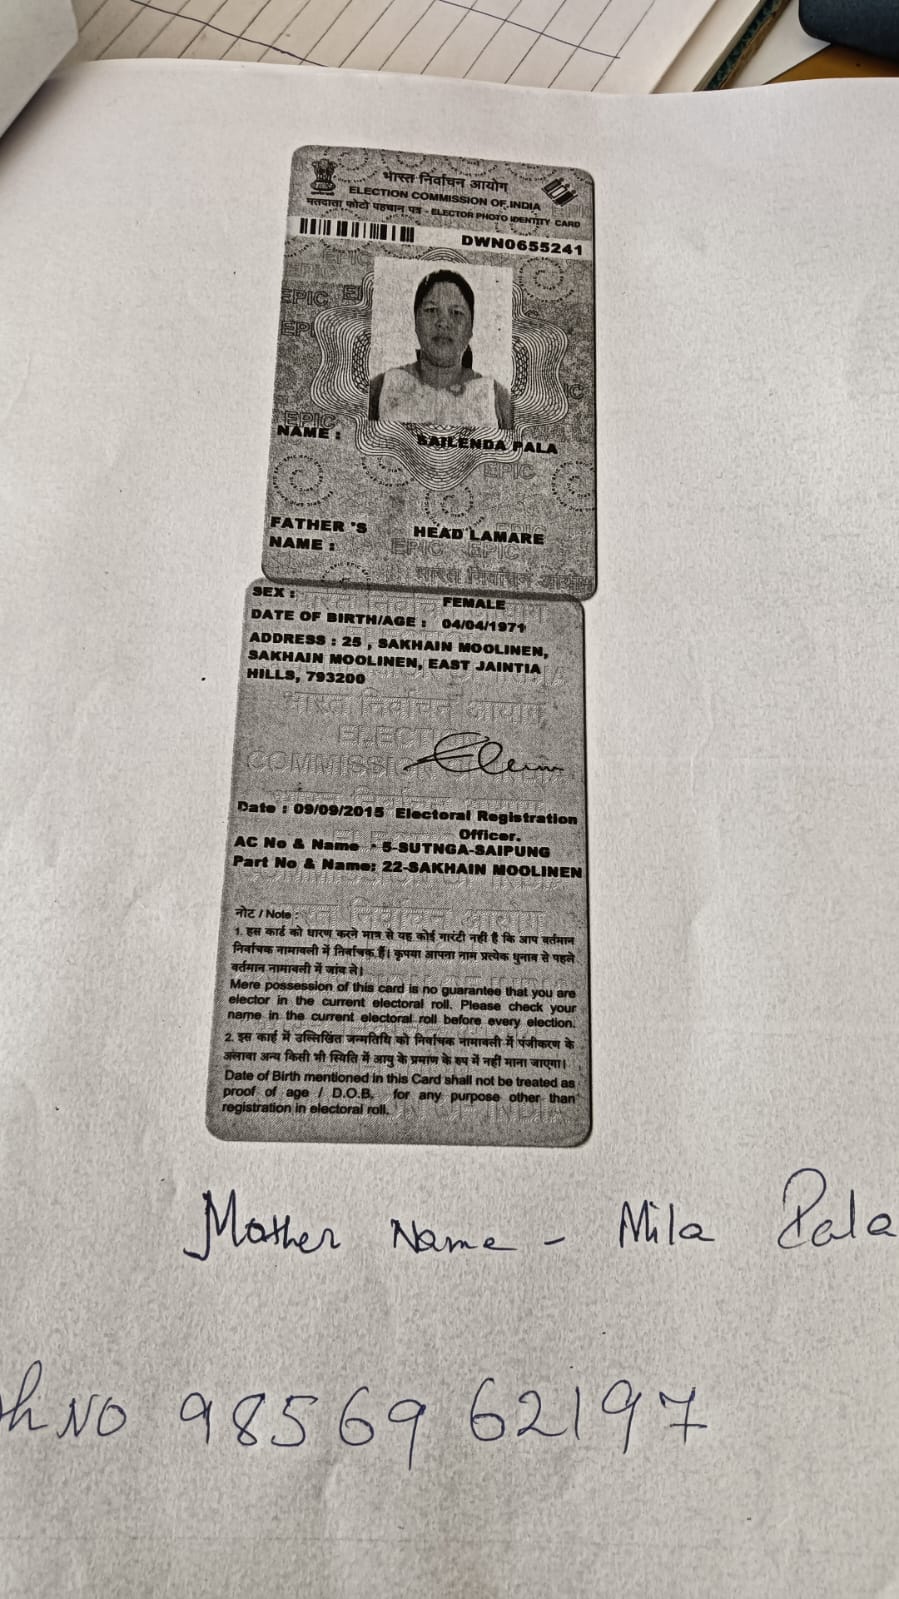 भारत निर्वाचन आयोग
ELECTION COMMISSION OF INDIA
मतदाता फोटो पहचान पत्र - ELECTOR PHOTO IDENTITY CARD
DWN0655241
NAME : SAILENDA PALA
FATHER 'S NAME : HEAD LAMARE
SEX : FEMALE
DATE OF BIRTH/AGE : 04/04/1971
ADDRESS : 25 , SAKHAIN MOOLINEN,
SAKHAIN MOOLINEN, EAST JAINTIA
HILLS, 793200
Date : 09/09/2015 Electoral Registration
Officer.
AC No & Name : 5-SUTNGA-SAIPUNG
Part No & Name: 22-SAKHAIN MOOLINEN
नोट / Note :
1. इस कार्ड को धारण करने मात्र से यह कोई गारंटी नहीं है कि आप वर्तमान
निर्वाचक नामावली में निर्वाचक हैं। कृपया आपना नाम प्रत्येक चुनाव से पहले
वर्तमान नामावली में जांच ले।
Mere possession of this card is no guarantee that you are
elector in the current electoral roll. Please check your
name in the current electoral roll before every election.
2. इस कार्ड में उल्लिखित जन्मतिथि को निर्वाचक नामावली में पंजीकरण के
अलावा अन्य किसी भी स्थिति में आयु के प्रमाण के रुप में नहीं माना जाएगा।
Date of Birth mentioned in this Card shall not be treated as
proof of age / D.O.B. for any purpose other than
registration in electoral roll.
Mother Name - Mila Pala
Ph NO 98569 62197